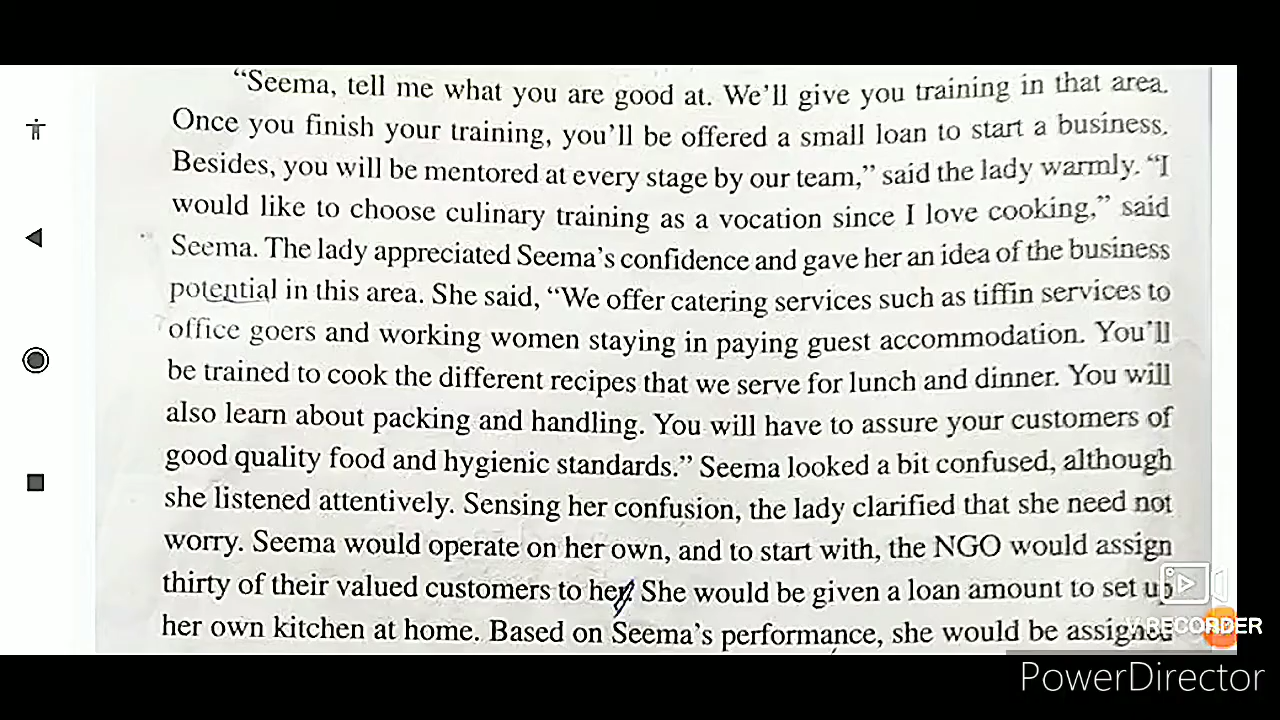 “Seema, tell me what you are good at. We’ll give you training in that area.
Once you finish your training, you’ll be offered a small loan to start a business.
Besides, you will be mentored at every stage by our team,” said the lady warmly. “I
would like to choose culinary training as a vocation since I love cooking,” said
Seema. The lady appreciated Seema’s confidence and gave her an idea of the business
potential in this area. She said, “We offer catering services such as tiffin services to
office goers and working women staying in paying guest accommodation. You’ll
be trained to cook the different recipes that we serve for lunch and dinner. You will
also learn about packing and handling. You will have to assure your customers of
good quality food and hygienic standards.” Seema looked a bit confused, although
she listened attentively. Sensing her confusion, the lady clarified that she need not
worry. Seema would operate on her own, and to start with, the NGO would assign
thirty of their valued customers to her. She would be given a loan amount to set up
her own kitchen at home. Based on Seema’s performance, she would be assigned
RECORDER
PowerDirector